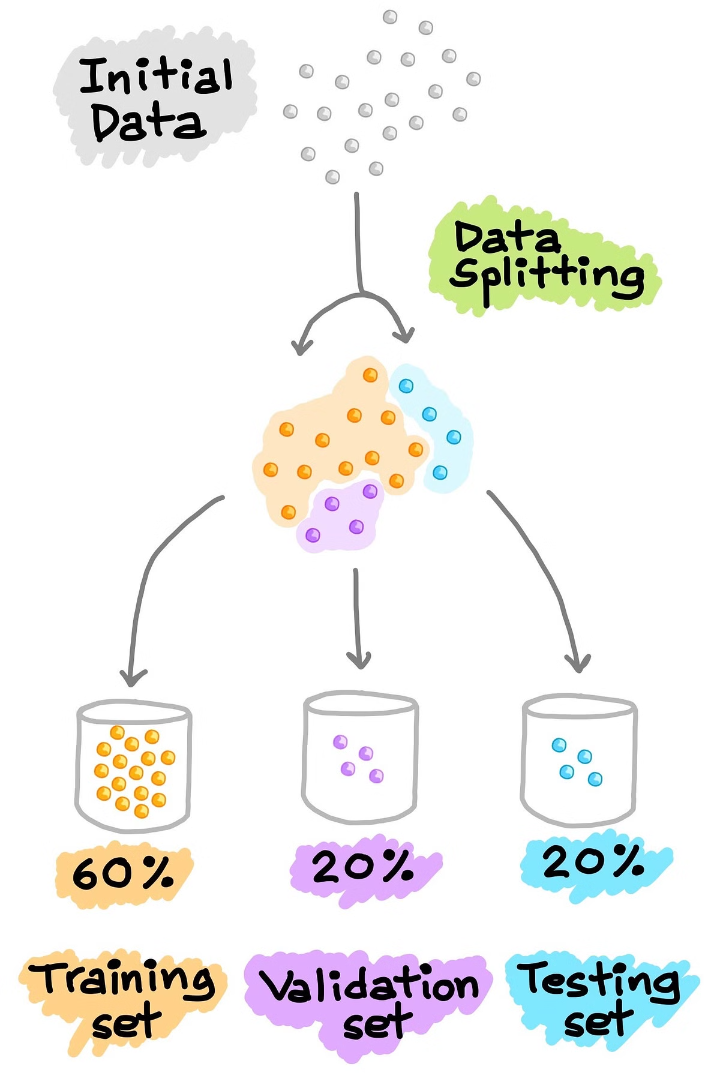 Initial
Data
Data
Splitting
60%
20%
20%
Training
set
Validation
set
Testing
set